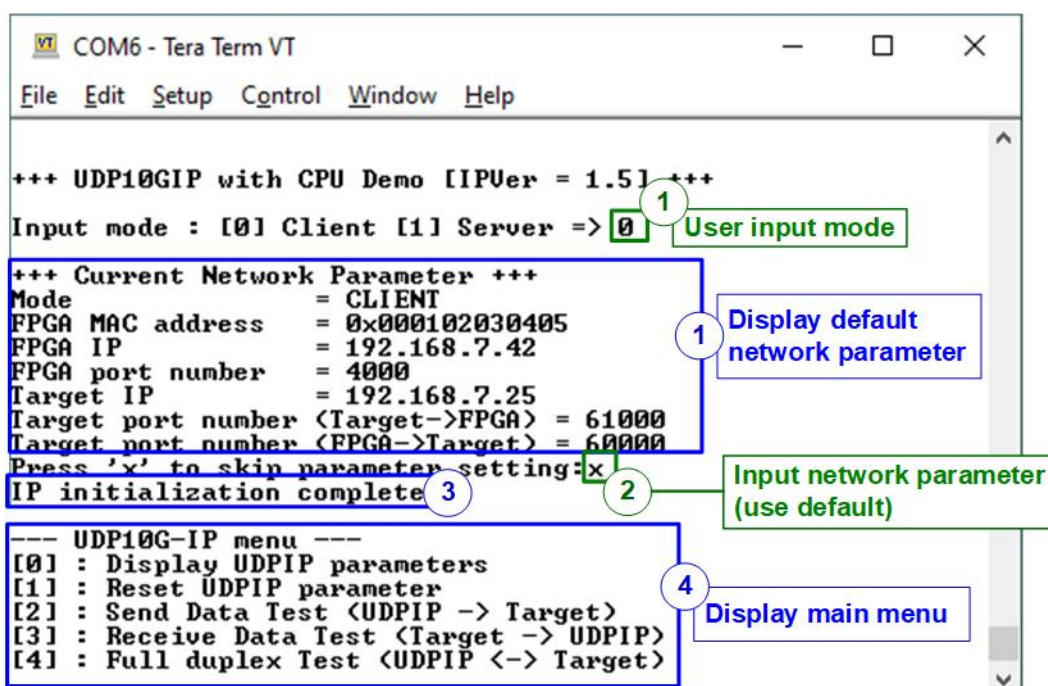 COM6 - Tera Term VT
File Edit Setup Control Window Help
+++ UDP10GIP with CPU Demo [IPVer = 1.5] +++
1
Input mode : [0] Client [1] Server => 0
User input mode
+++ Current Network Parameter +++
Mode = CLIENT
FPGA MAC address = 0x000102030405
FPGA IP = 192.168.7.42
FPGA port number = 4000
Target IP = 192.168.7.25
Target port number (Target->FPGA) = 61000
Target port number (FPGA->Target) = 60000
1
Display default
network parameter
Press 'x' to skip parameter setting:x
2
Input network parameter
(use default)
IP initialization complete
3
--- UDP10G-IP menu ---
[0] : Display UDPIP parameters
[1] : Reset UDPIP parameter
[2] : Send Data Test (UDPIP -> Target)
[3] : Receive Data Test (Target -> UDPIP)
[4] : Full duplex Test (UDPIP <-> Target)
4
Display main menu